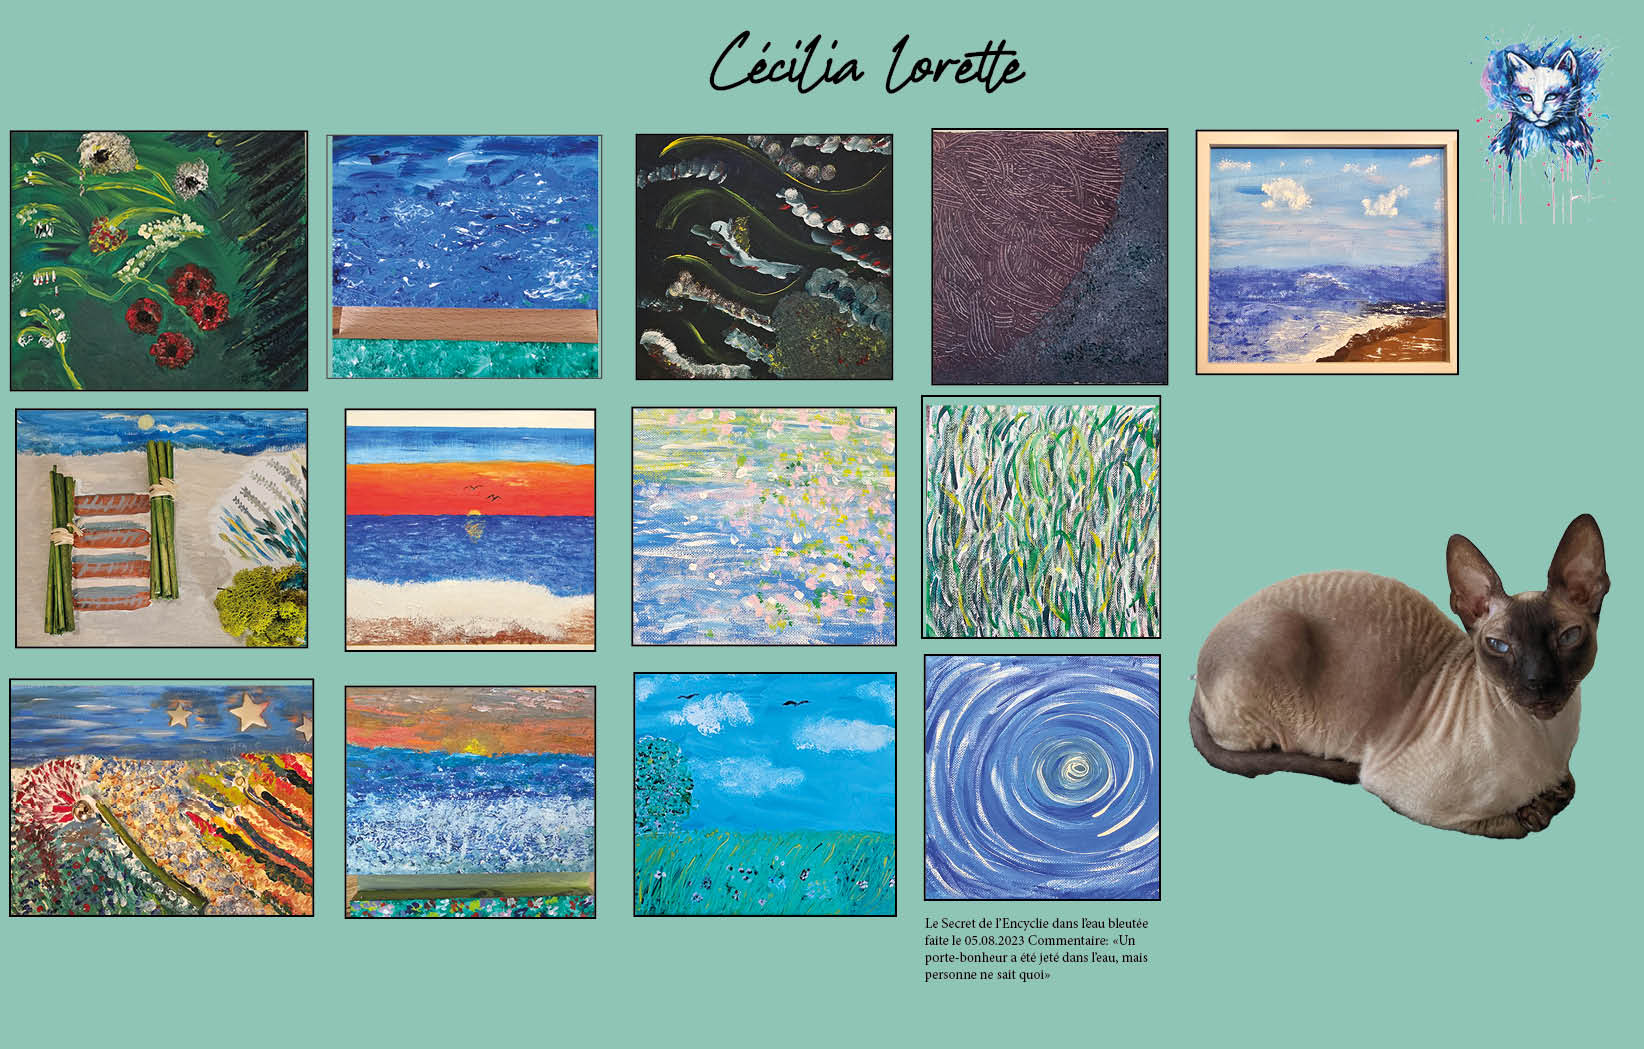 Cécilia Lorette
Le Secret de l'Encyclie dans l'eau bleutée
faite le 05.08.2023 Commentaire: «Un
porte-bonheur a été jeté dans l'eau, mais
personne ne sait quoi»